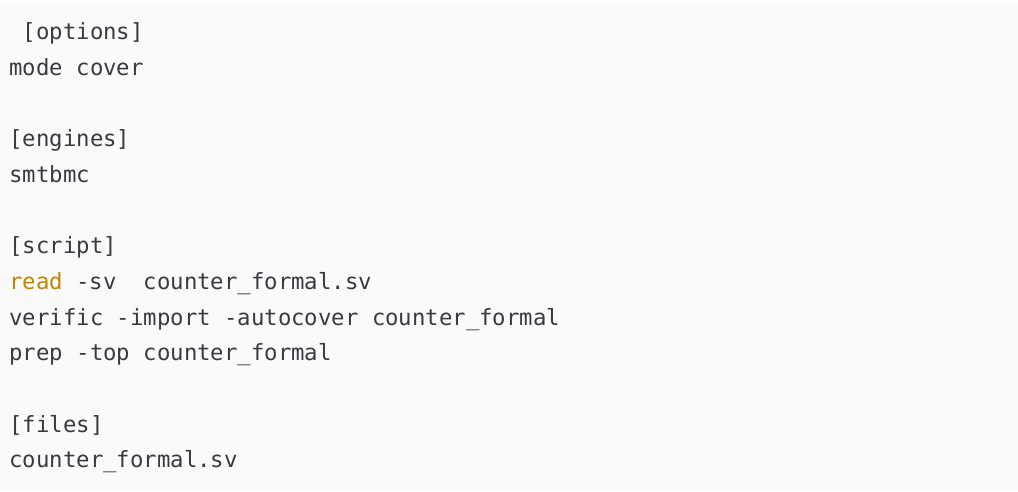 [options]
mode cover

[engines]
smtbmc

[script]
read -sv  counter_formal.sv
verific -import -autocover counter_formal
prep -top counter_formal

[files]
counter_formal.sv